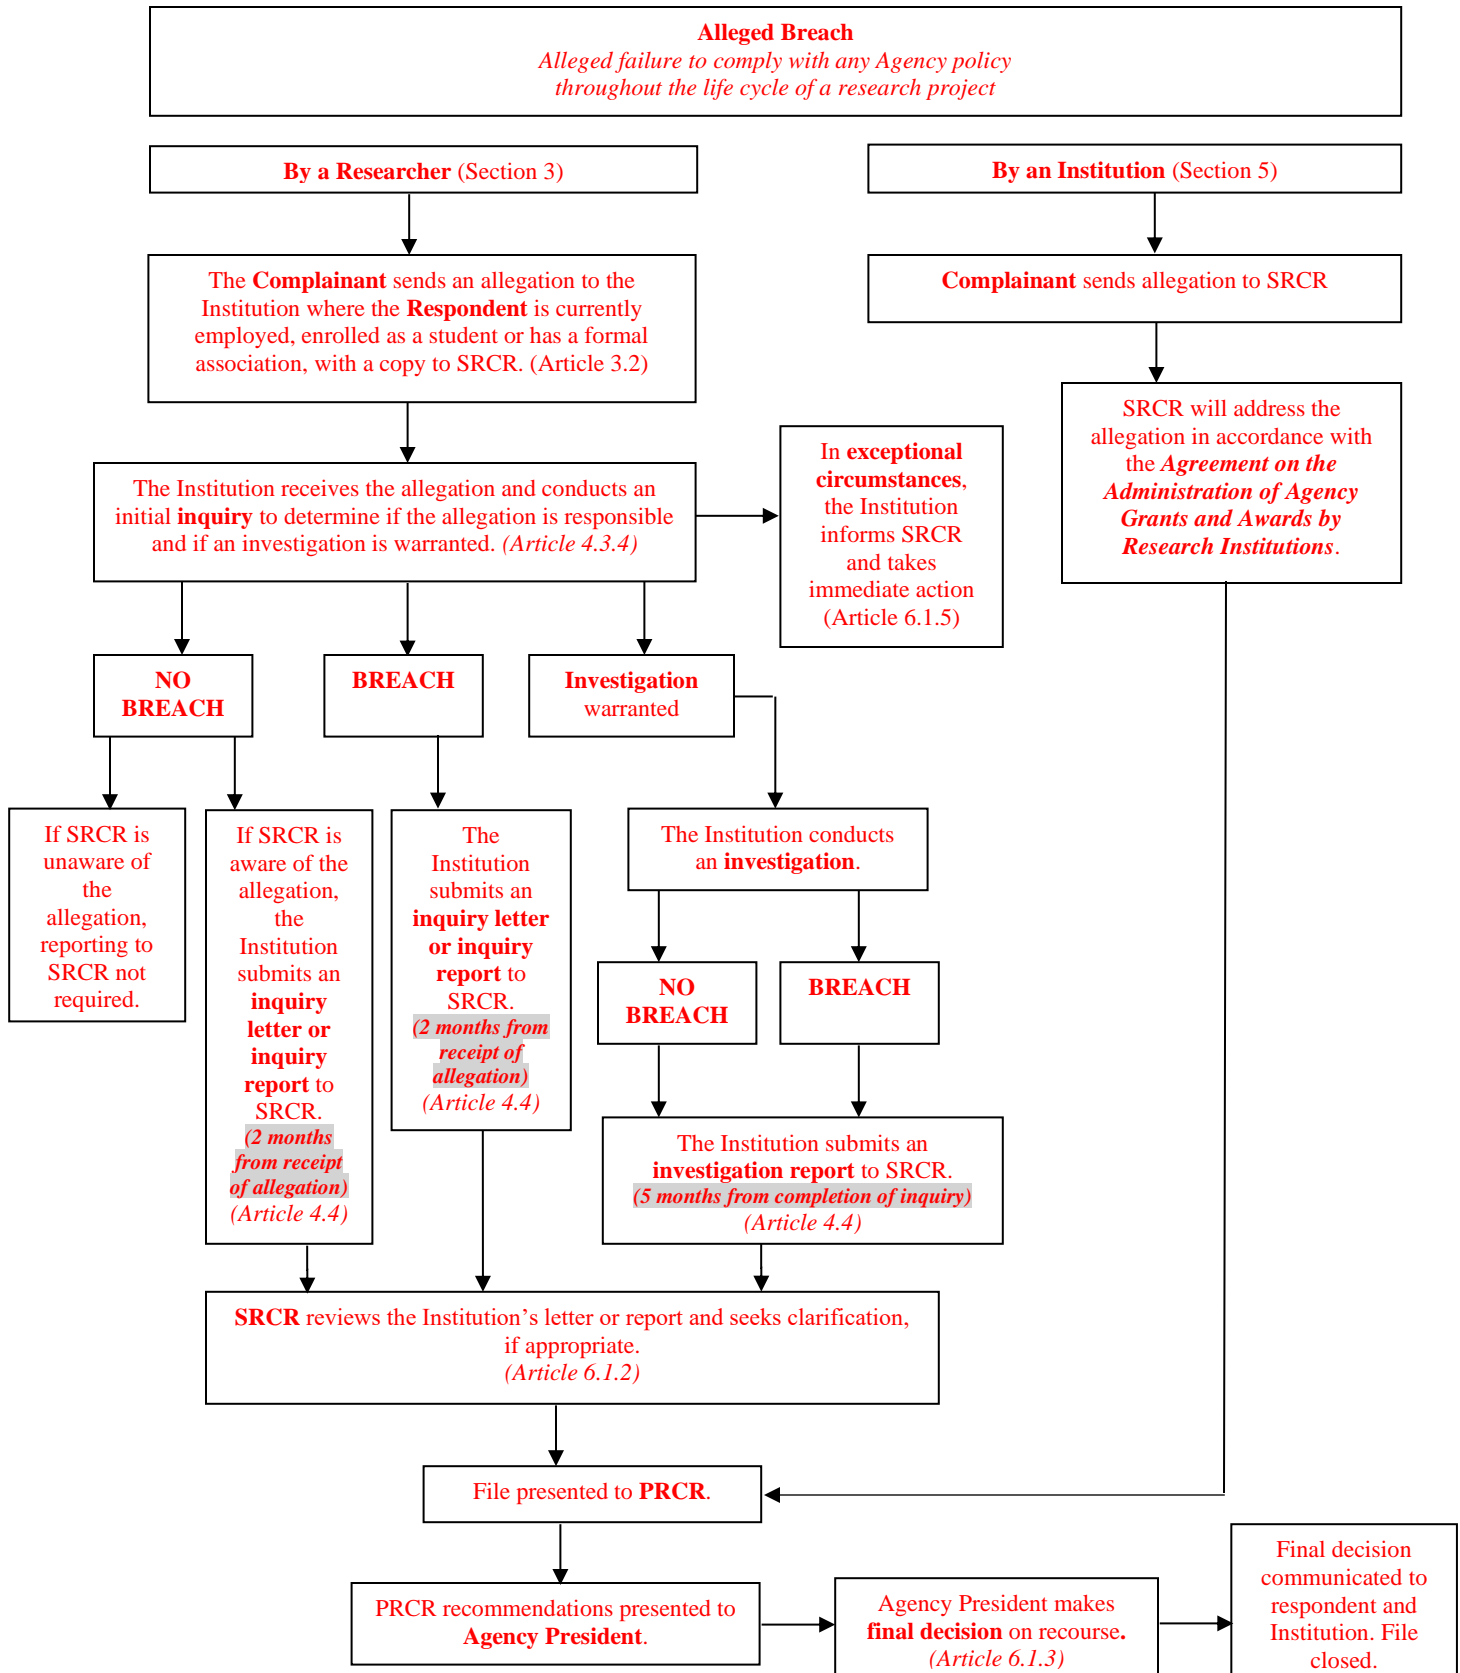 Alleged Breach
Alleged failure to comply with any Agency policy
throughout the life cycle of a research project
By a Researcher (Section 3)
By an Institution (Section 5)
The Complainant sends an allegation to the
Institution where the Respondent is currently
employed, enrolled as a student or has a formal
association, with a copy to SRCR. (Article 3.2)
Complainant sends allegation to SRCR
SRCR will address the
allegation in accordance with
the Agreement on the
Administration of Agency
Grants and Awards by
Research Institutions.
The Institution receives the allegation and conducts an
initial inquiry to determine if the allegation is responsible
and if an investigation is warranted. (Article 4.3.4)
In exceptional
circumstances,
the Institution
informs SRCR
and takes
immediate action
(Article 6.1.5)
NO
BREACH
BREACH
Investigation
warranted
If SRCR is
unaware of
the
allegation,
reporting to
SRCR not
required.
If SRCR is
aware of the
allegation,
the
Institution
submits an
inquiry
letter or
inquiry
report to
SRCR.
(2 months
from receipt
of allegation)
(Article 4.4)
The
Institution
submits an
inquiry letter
or inquiry
report to
SRCR.
(2 months from
receipt of
allegation)
(Article 4.4)
The Institution conducts
an investigation.
NO
BREACH
BREACH
The Institution submits an
investigation report to SRCR.
(5 months from completion of inquiry)
(Article 4.4)
SRCR reviews the Institution’s letter or report and seeks clarification,
if appropriate.
(Article 6.1.2)
File presented to PRCR.
PRCR recommendations presented to
Agency President.
Agency President makes
final decision on recourse.
(Article 6.1.3)
Final decision
communicated to
respondent and
Institution. File
closed.